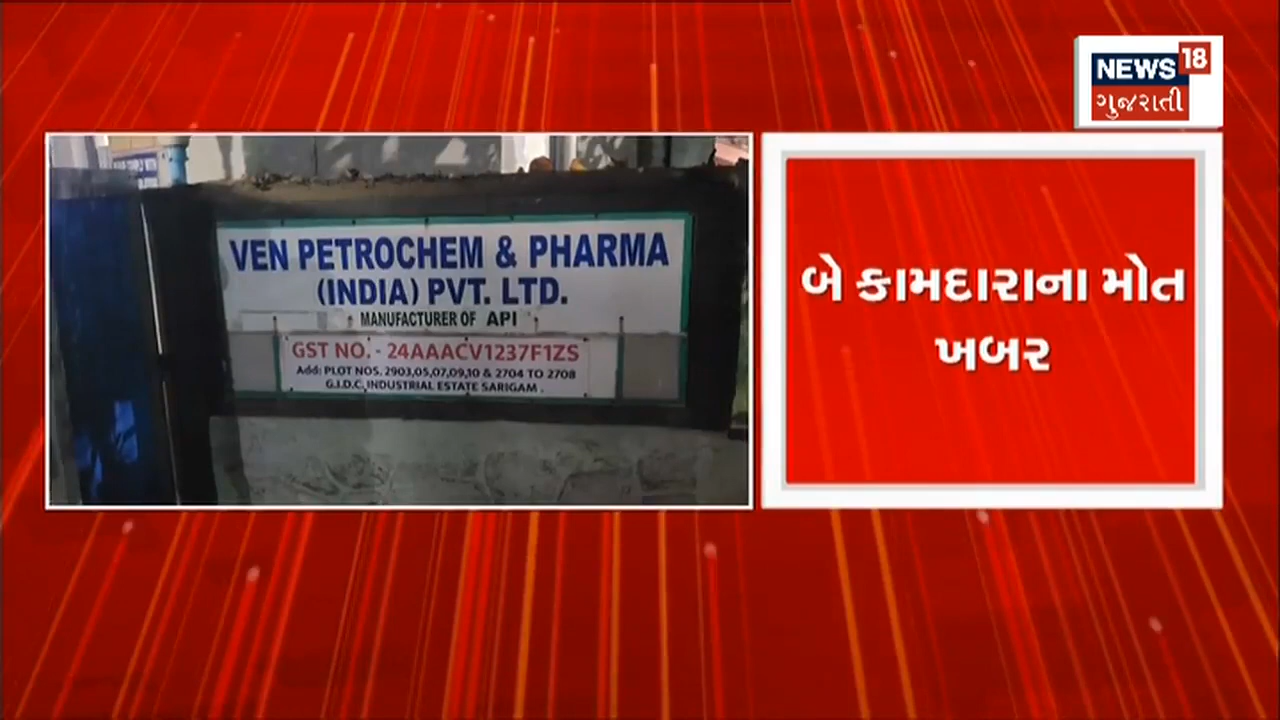 NEWS 18
ગુજરાતી
VEN PETROCHEM & PHARMA
(INDIA) PVT. LTD.
MANUFACTURER OF API
GST NO. - 24AAACV1237F1ZS
Add: PLOT NOS. 2903,05,07,09,10 & 2704 TO 2708
G.I.D.C. INDUSTRIAL ESTATE SARIGAM .
બે કામદારાના મોત
ખબર